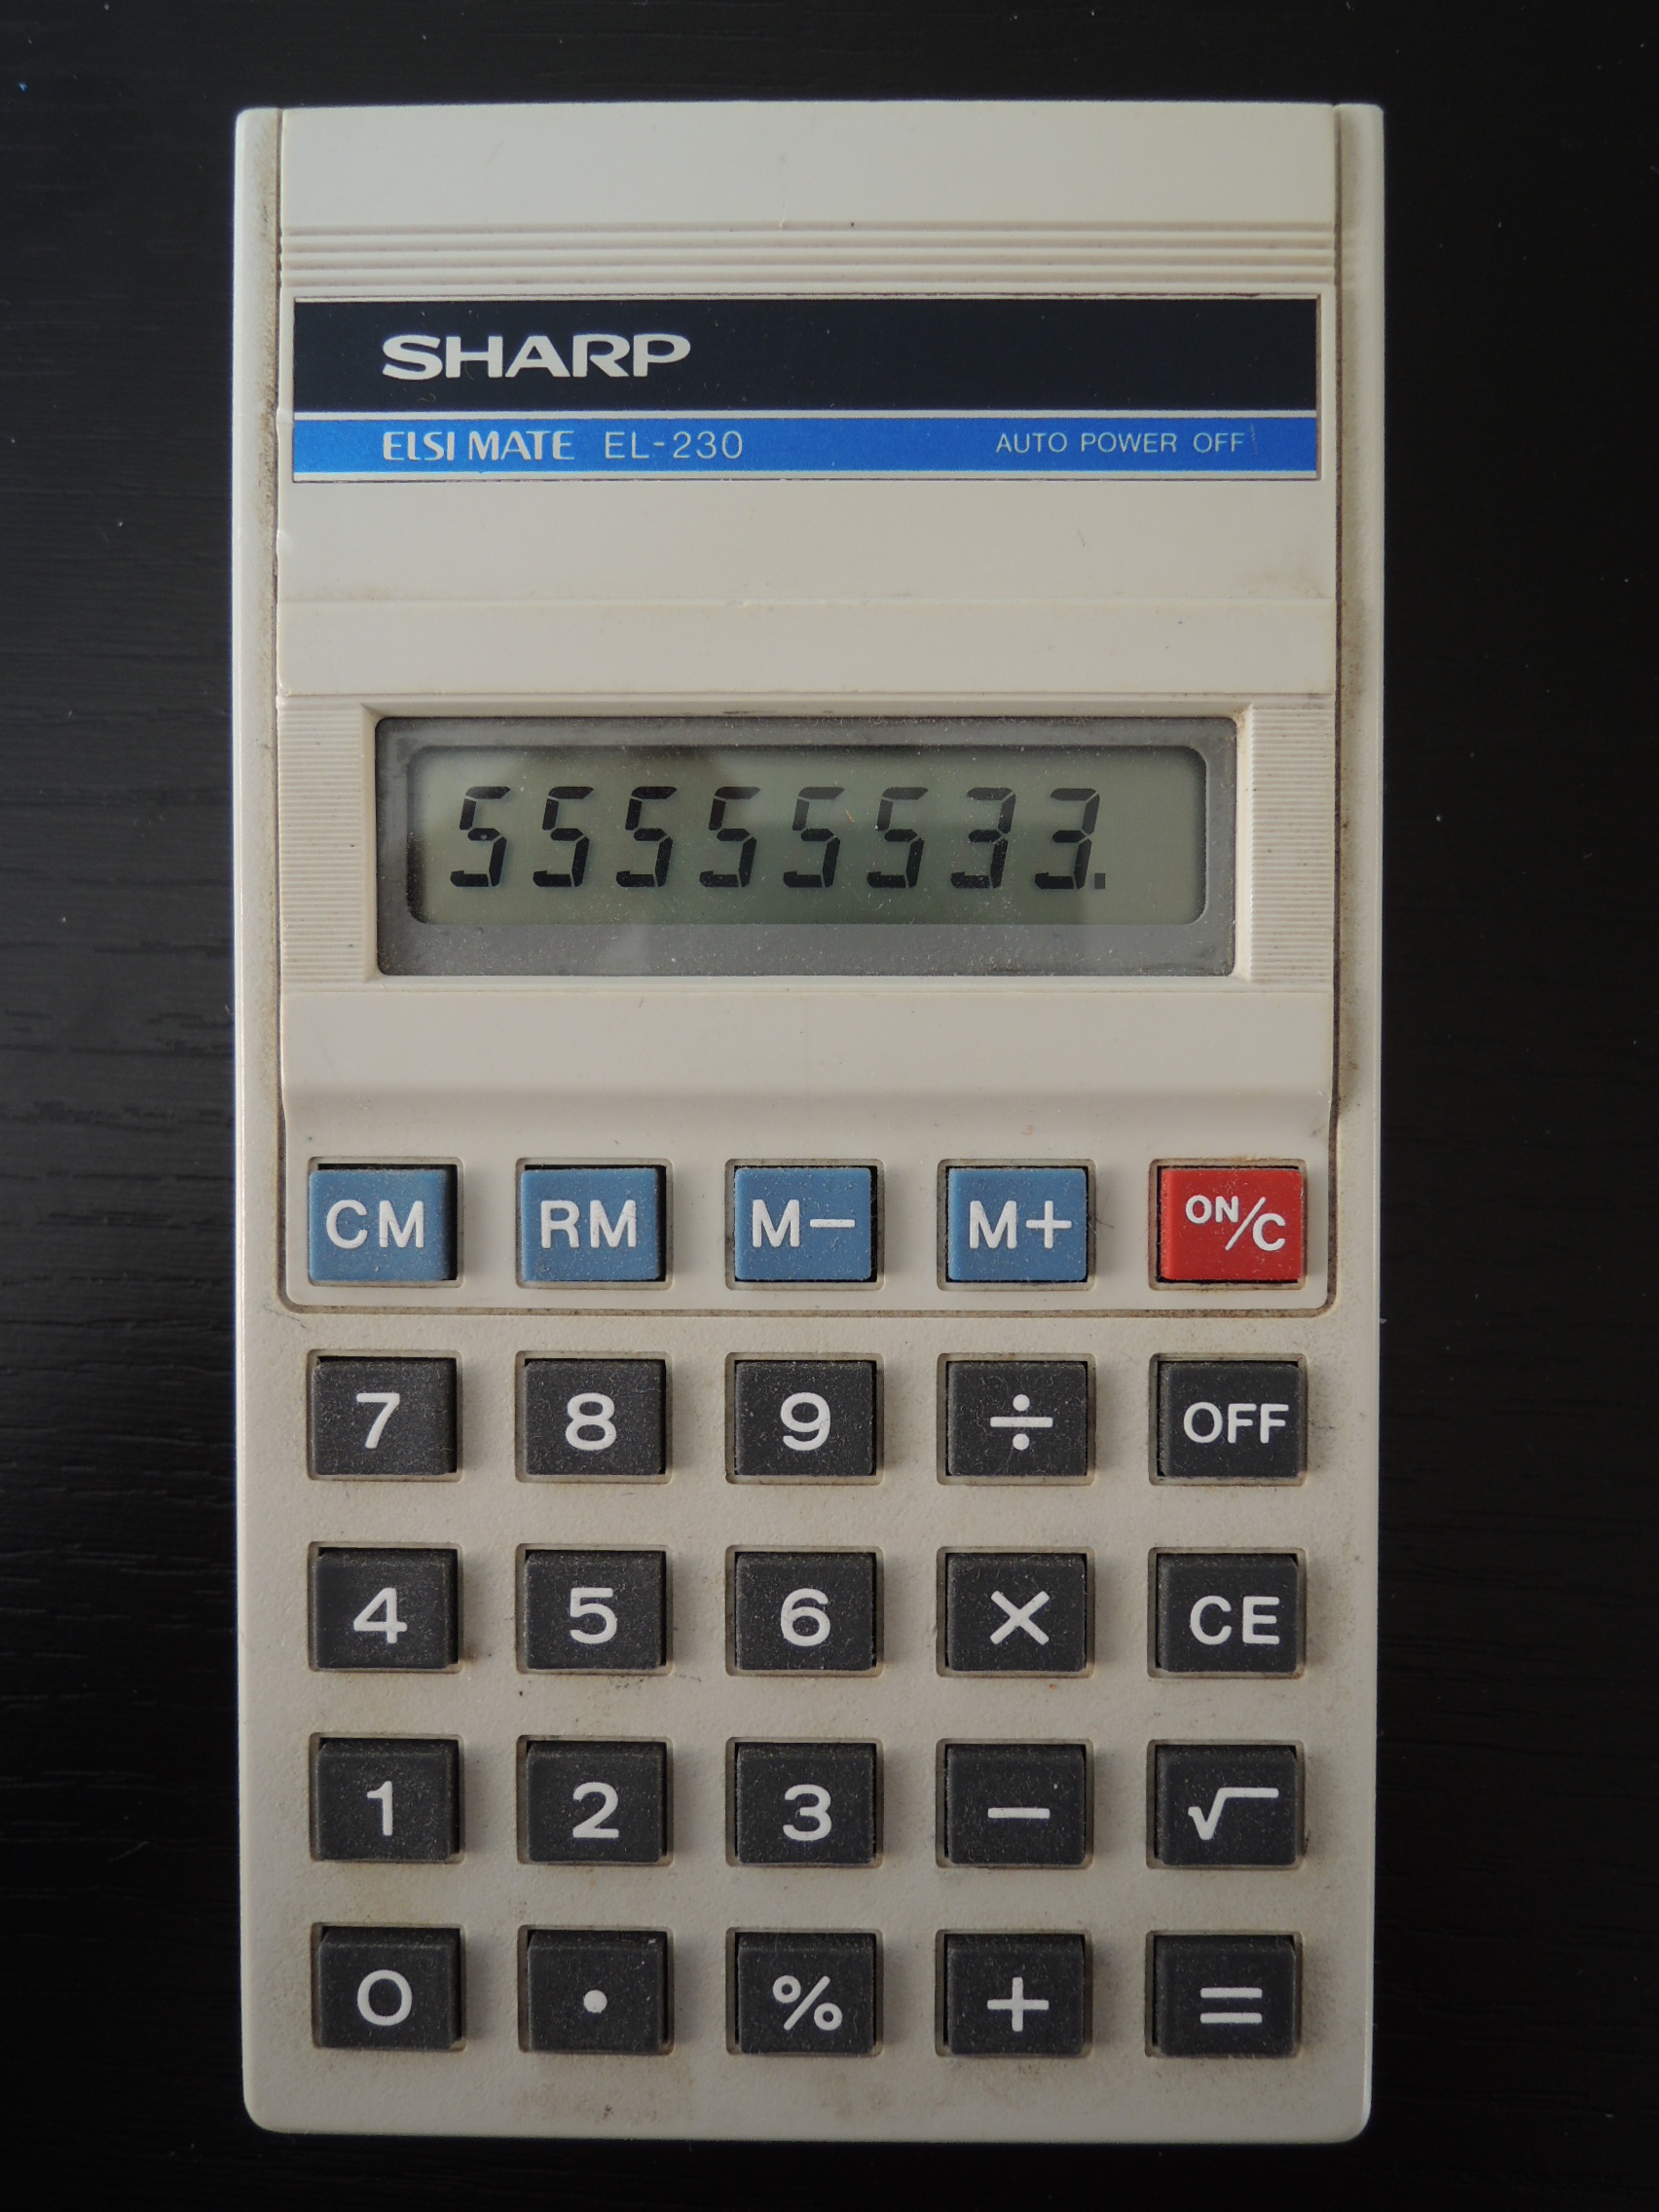 SHARP
ELSI MATE EL-230 AUTO POWER OFF
55555533.
CM RM M− M+ ON/C
7 8 9 ÷ OFF
4 5 6 × CE
1 2 3 − √
0 . % + =